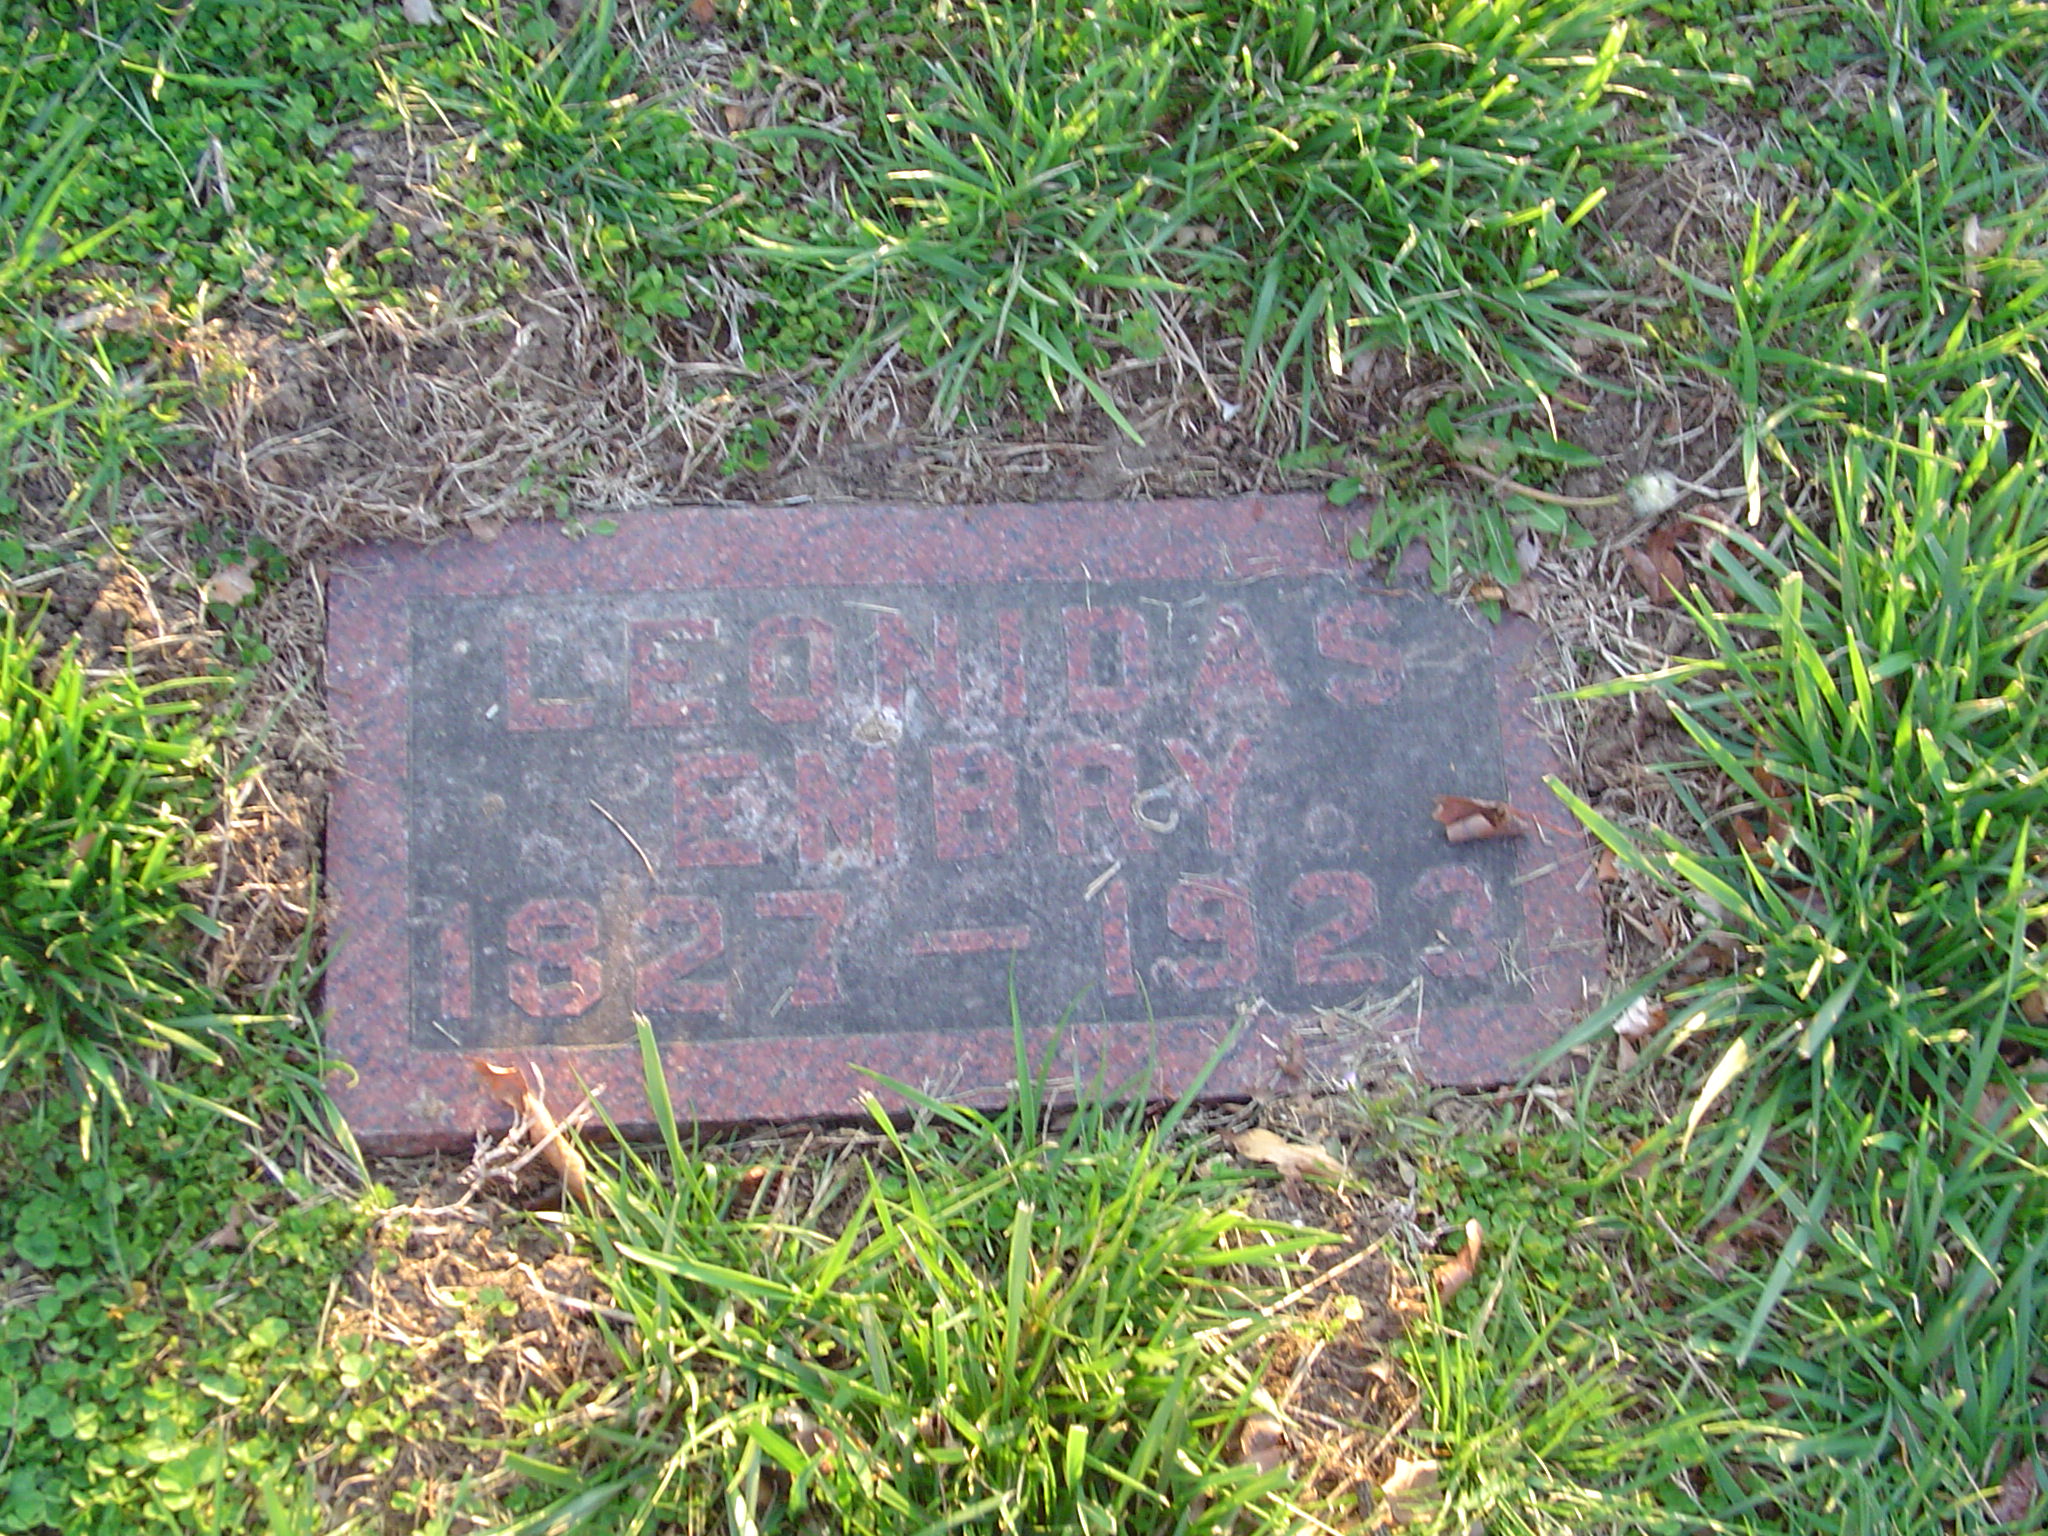 LEONIDAS
EMBRY
1827 — 1923